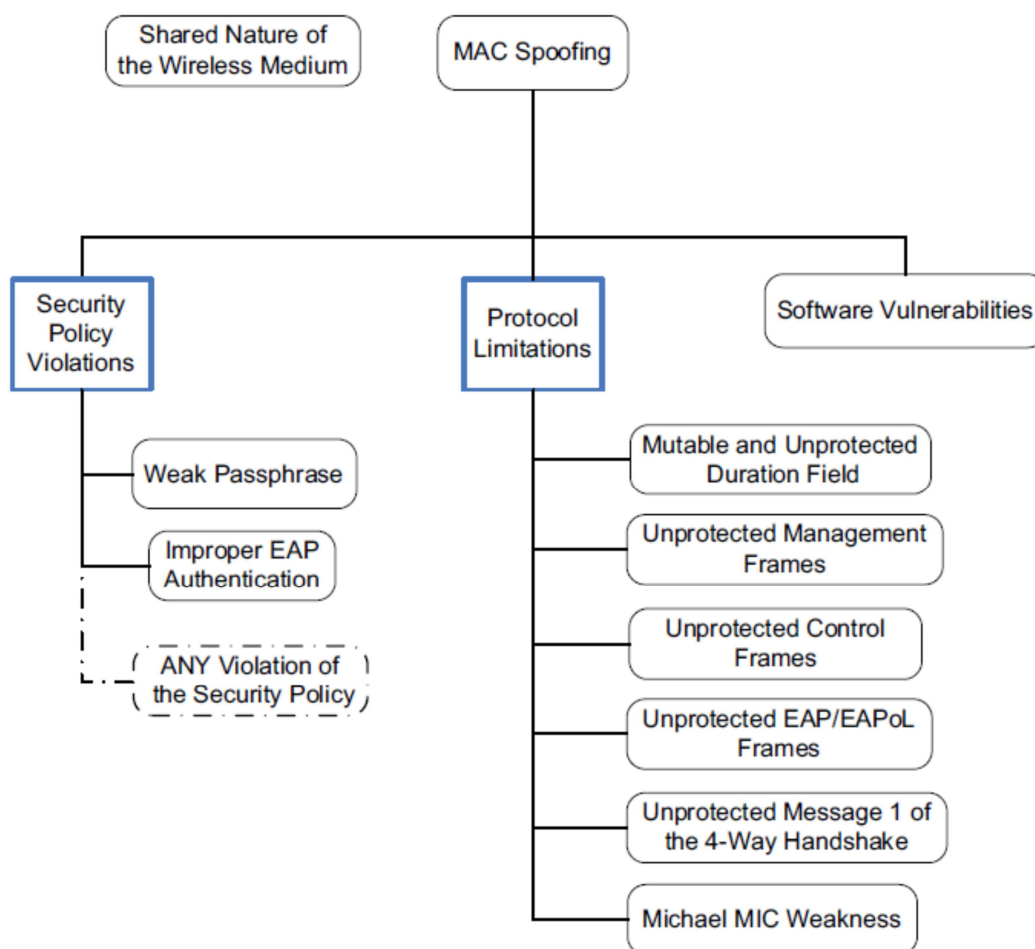 Shared Nature of
the Wireless Medium
MAC Spoofing
Security
Policy
Violations
Protocol
Limitations
Software Vulnerabilities
Weak Passphrase
Improper EAP
Authentication
ANY Violation of
the Security Policy
Mutable and Unprotected
Duration Field
Unprotected Management
Frames
Unprotected Control
Frames
Unprotected EAP/EAPoL
Frames
Unprotected Message 1 of
the 4-Way Handshake
Michael MIC Weakness